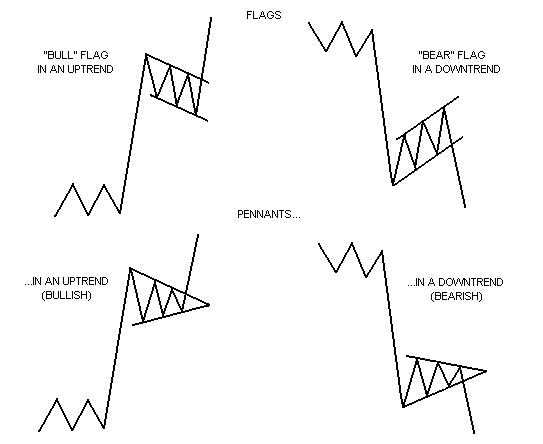 FLAGS
"BULL" FLAG
IN AN UPTREND
"BEAR" FLAG
IN A DOWNTREND
PENNANTS...
...IN AN UPTREND
(BULLISH)
...IN A DOWNTREND
(BEARISH)